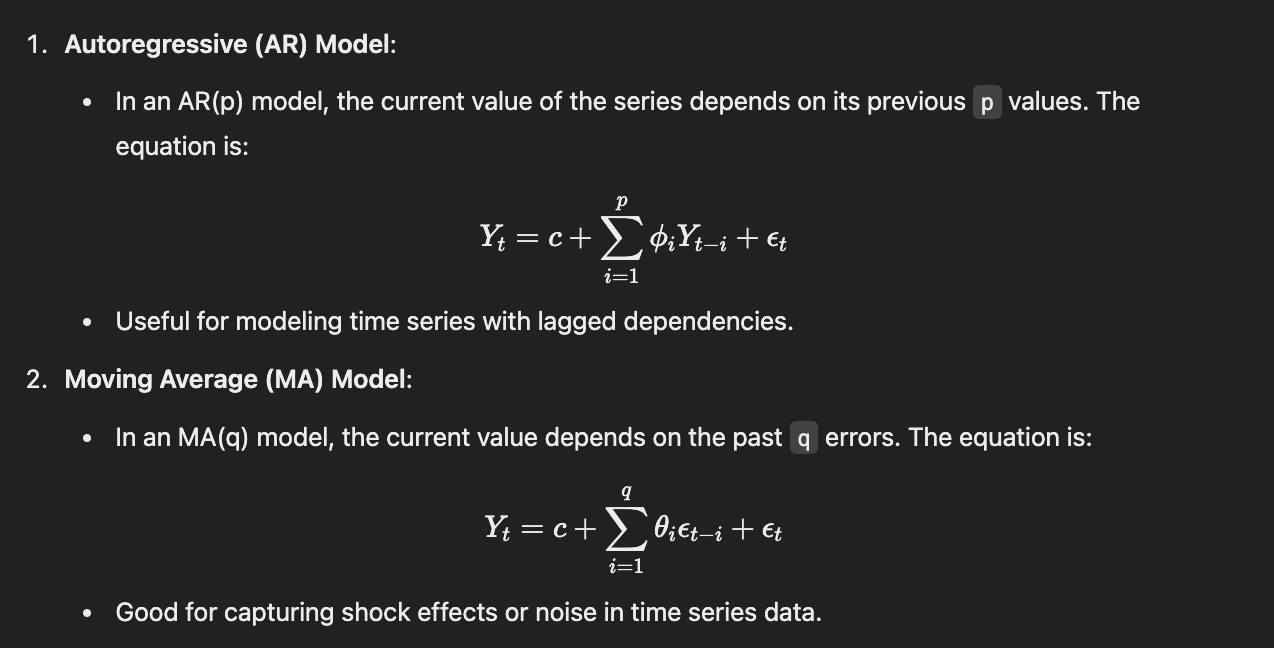 1. Autoregressive (AR) Model:
• In an AR(p) model, the current value of the series depends on its previous p values. The
equation is:
Y_t = c + \sum_{i=1}^{p} \phi_i Y_{t-i} + \epsilon_t
• Useful for modeling time series with lagged dependencies.
2. Moving Average (MA) Model:
• In an MA(q) model, the current value depends on the past q errors. The equation is:
Y_t = c + \sum_{i=1}^{q} \theta_i \epsilon_{t-i} + \epsilon_t
• Good for capturing shock effects or noise in time series data.